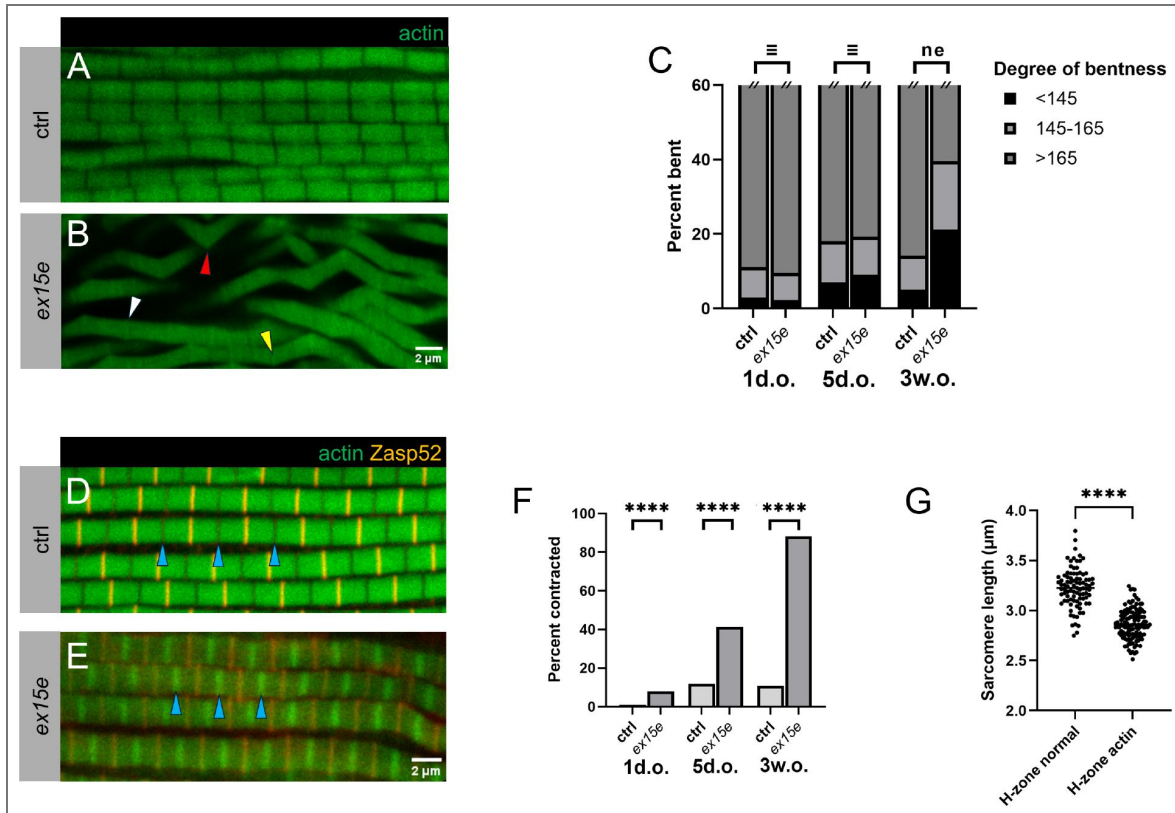 actin
A
ctrl
B
ex15e
2 µm
C
≡
≡
ne
Degree of bentness
<145
145-165
>165
Percent bent
60
40
20
0
ctrl
ex15e
ctrl
ex15e
ctrl
ex15e
1d.o.
5d.o.
3w.o.
actin Zasp52
D
ctrl
E
ex15e
2 µm
F
****
****
****
Percent contracted
100
80
60
40
20
0
ctrl
ex15e
ctrl
ex15e
ctrl
ex15e
1d.o.
5d.o.
3w.o.
G
****
Sarcomere length (µm)
4.0
3.5
3.0
2.5
2.0
H-zone normal
H-zone actin